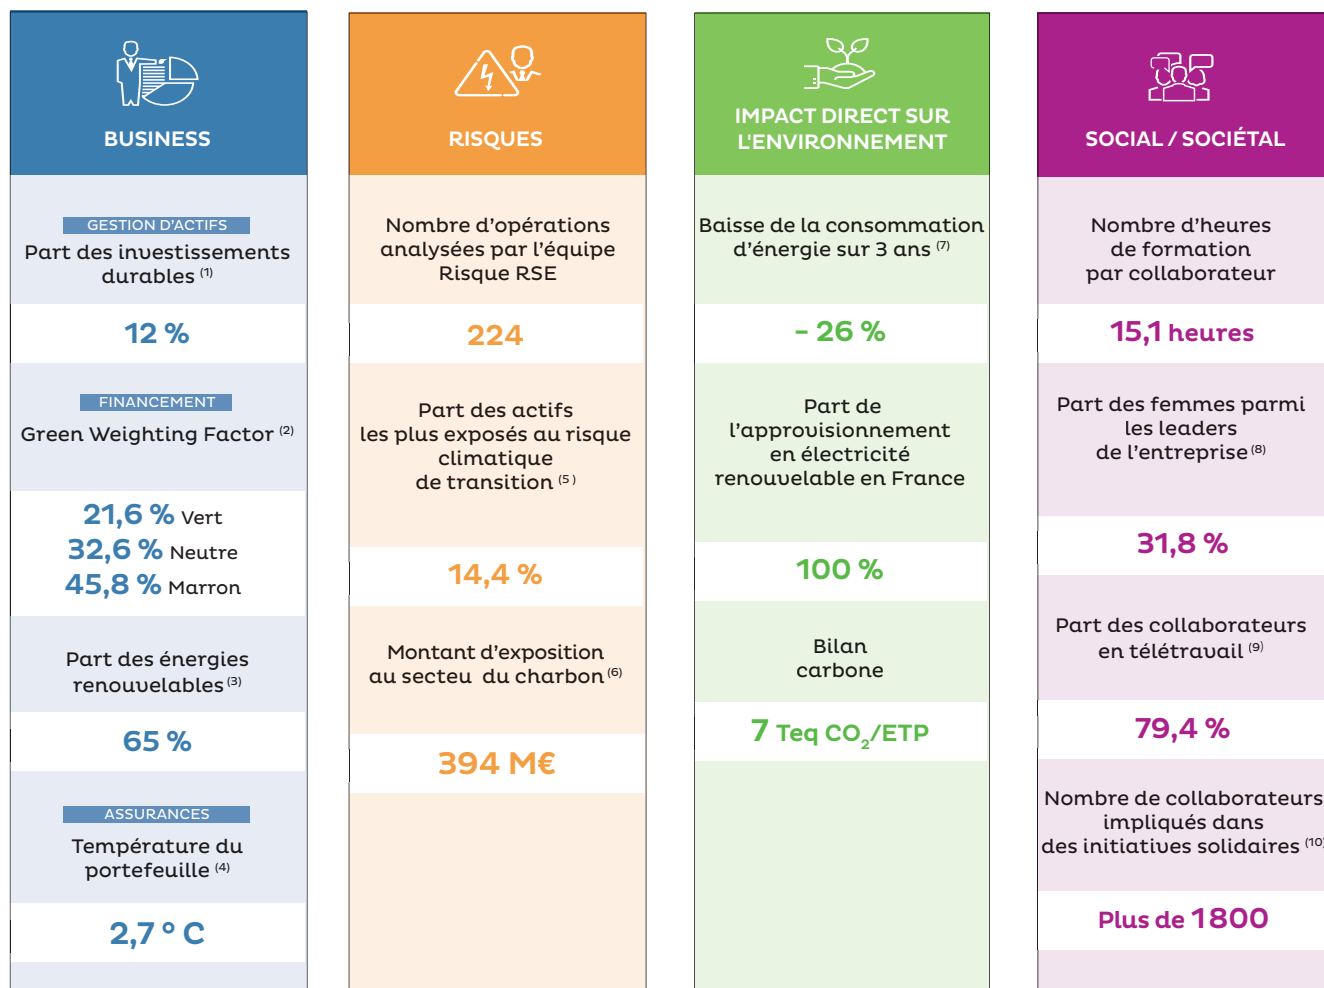 BUSINESS
GESTION D'ACTIFS
Part des investissements
durables (1)
12 %
FINANCEMENT
Green Weighting Factor (2)
21,6 % Vert
32,6 % Neutre
45,8 % Marron
Part des énergies
renouvelables (3)
65 %
ASSURANCES
Température du
portefeuille (4)
2,7 ° C
RISQUES
Nombre d'opérations
analysées par l'équipe
Risque RSE
224
Part des actifs
les plus exposés au risque
climatique
de transition (5 )
14,4 %
Montant d'exposition
au secteu du charbon (6)
394 M€
IMPACT DIRECT SUR
L'ENVIRONNEMENT
Baisse de la consommation
d'énergie sur 3 ans (7)
– 26 %
Part de
l'approvisionnement
en électricité
renouvelable en France
100 %
Bilan
carbone
7 Teq CO2/ETP
SOCIAL / SOCIÉTAL
Nombre d'heures
de formation
par collaborateur
15,1 heures
Part des femmes parmi
les leaders
de l'entreprise (8)
31,8 %
Part des collaborateurs
en télétravail (9)
79,4 %
Nombre de collaborateurs
impliqués dans
des initiatives solidaires (10)
Plus de 1800